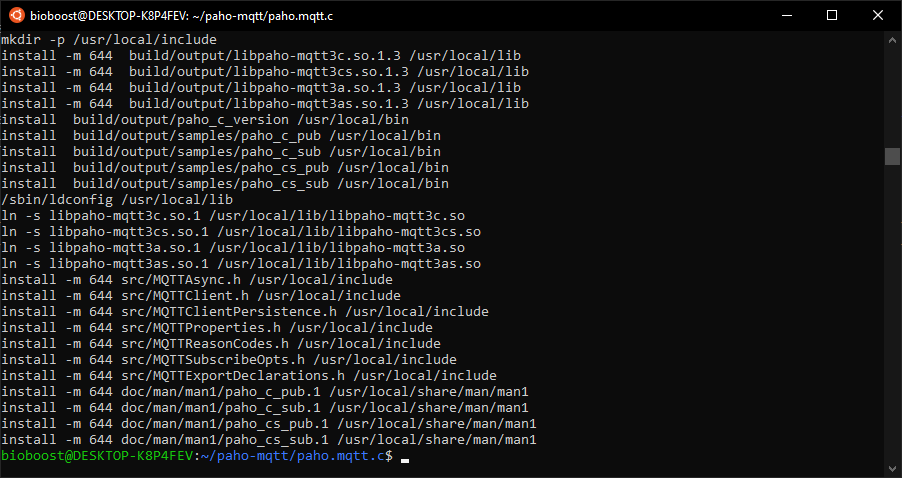 bioboost@DESKTOP-K8P4FEV: ~/paho-mqtt/paho.mqtt.c
mkdir -p /usr/local/include
install -m 644  build/output/libpaho-mqtt3c.so.1.3 /usr/local/lib
install -m 644  build/output/libpaho-mqtt3cs.so.1.3 /usr/local/lib
install -m 644  build/output/libpaho-mqtt3a.so.1.3 /usr/local/lib
install -m 644  build/output/libpaho-mqtt3as.so.1.3 /usr/local/lib
install  build/output/paho_c_version /usr/local/bin
install  build/output/samples/paho_c_pub /usr/local/bin
install  build/output/samples/paho_c_sub /usr/local/bin
install  build/output/samples/paho_cs_pub /usr/local/bin
install  build/output/samples/paho_cs_sub /usr/local/bin
/sbin/ldconfig /usr/local/lib
ln -s libpaho-mqtt3c.so.1 /usr/local/lib/libpaho-mqtt3c.so
ln -s libpaho-mqtt3cs.so.1 /usr/local/lib/libpaho-mqtt3cs.so
ln -s libpaho-mqtt3a.so.1 /usr/local/lib/libpaho-mqtt3a.so
ln -s libpaho-mqtt3as.so.1 /usr/local/lib/libpaho-mqtt3as.so
install -m 644 src/MQTTAsync.h /usr/local/include
install -m 644 src/MQTTClient.h /usr/local/include
install -m 644 src/MQTTClientPersistence.h /usr/local/include
install -m 644 src/MQTTProperties.h /usr/local/include
install -m 644 src/MQTTReasonCodes.h /usr/local/include
install -m 644 src/MQTTSubscribeOpts.h /usr/local/include
install -m 644 src/MQTTExportDeclarations.h /usr/local/include
install -m 644 doc/man/man1/paho_c_pub.1 /usr/local/share/man/man1
install -m 644 doc/man/man1/paho_c_sub.1 /usr/local/share/man/man1
install -m 644 doc/man/man1/paho_cs_pub.1 /usr/local/share/man/man1
install -m 644 doc/man/man1/paho_cs_sub.1 /usr/local/share/man/man1
bioboost@DESKTOP-K8P4FEV:~/paho-mqtt/paho.mqtt.c$